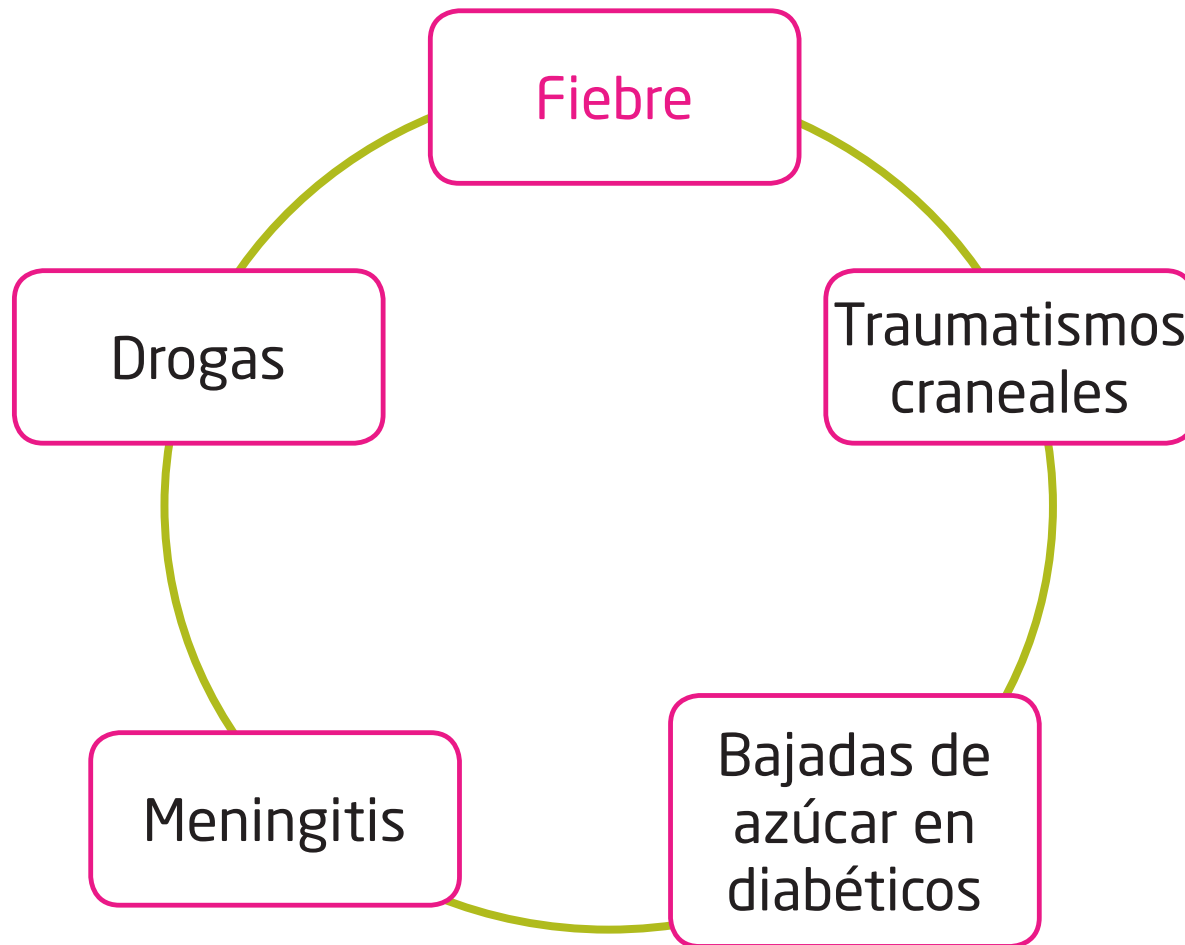 Fiebre
Traumatismos
craneales
Bajadas de
azúcar en
diabéticos
Meningitis
Drogas